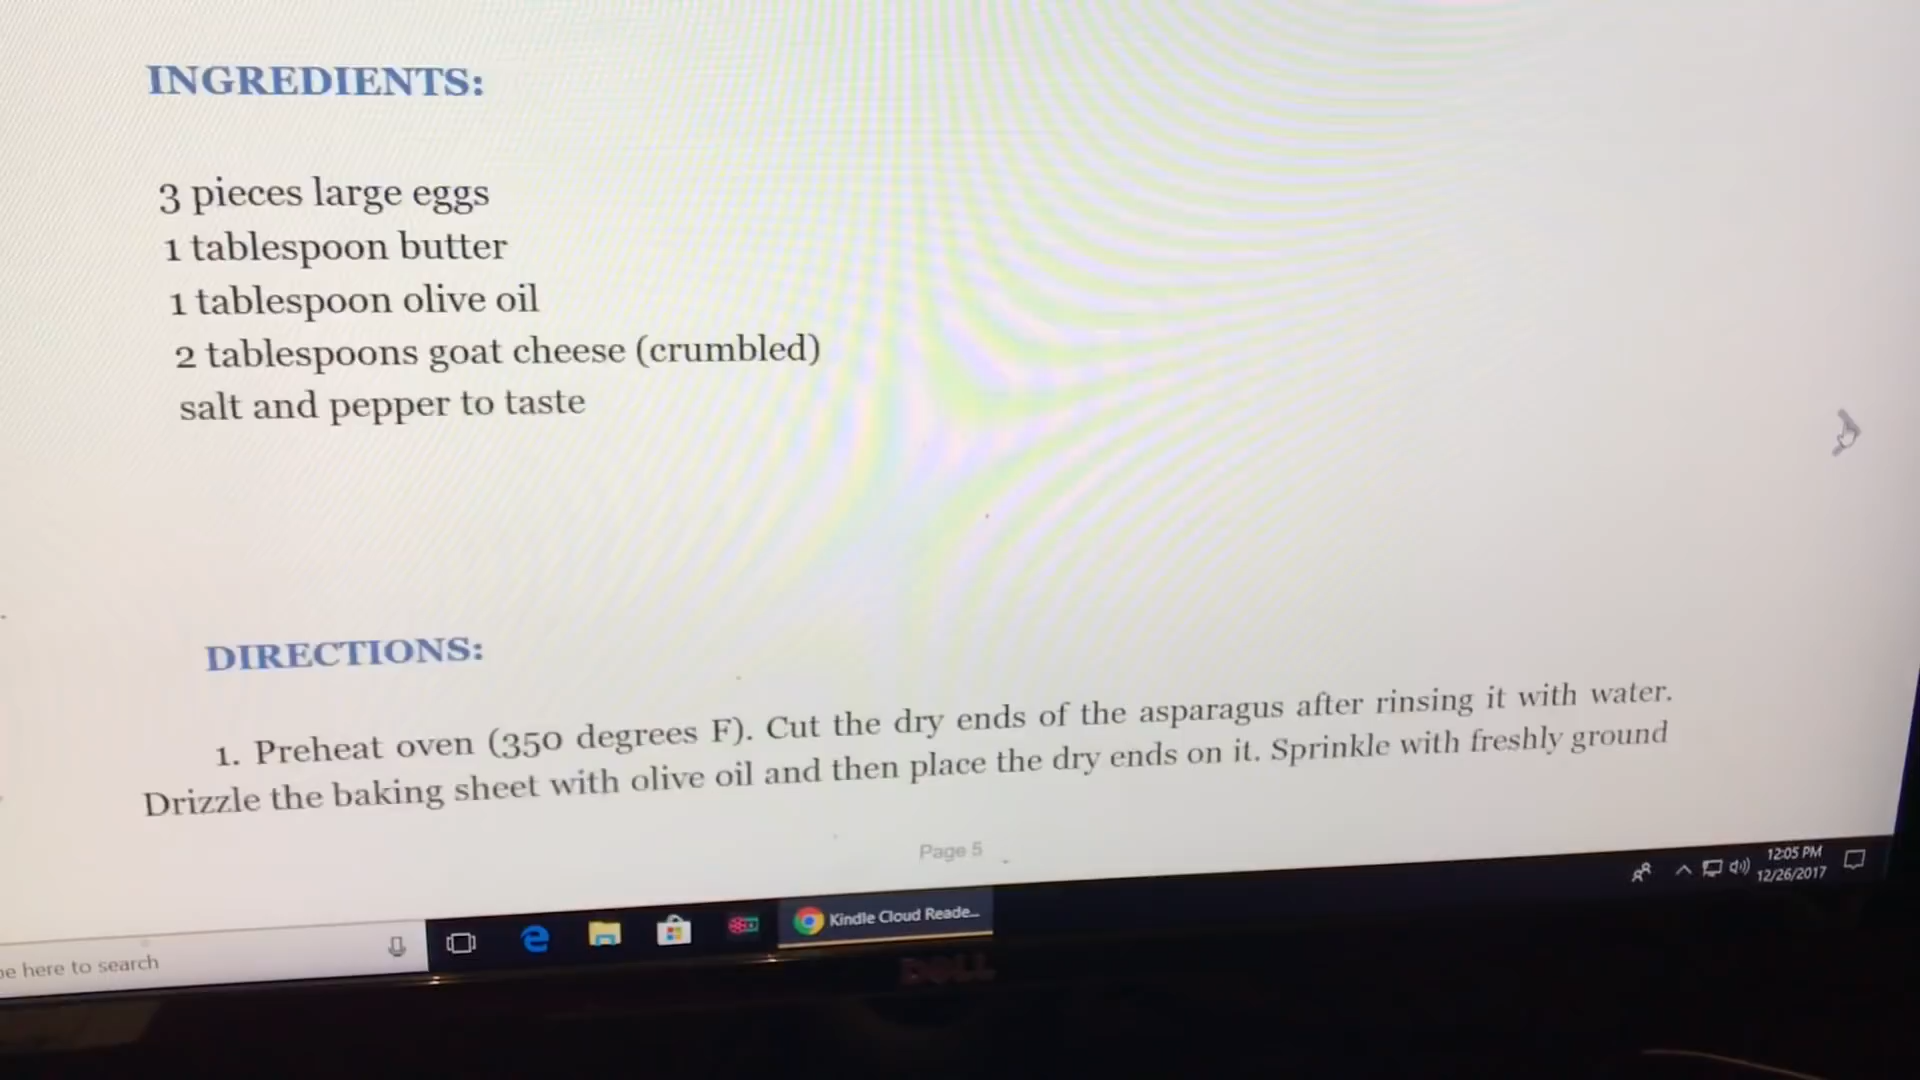 INGREDIENTS:
3 pieces large eggs
1 tablespoon butter
1 tablespoon olive oil
2 tablespoons goat cheese (crumbled)
salt and pepper to taste
DIRECTIONS:
1. Preheat oven (350 degrees F). Cut the dry ends of the asparagus after rinsing it with water.
Drizzle the baking sheet with olive oil and then place the dry ends on it. Sprinkle with freshly ground
Page 5
12:05 PM
12/26/2017
Kindle Cloud Reade...
pe here to search
DELL